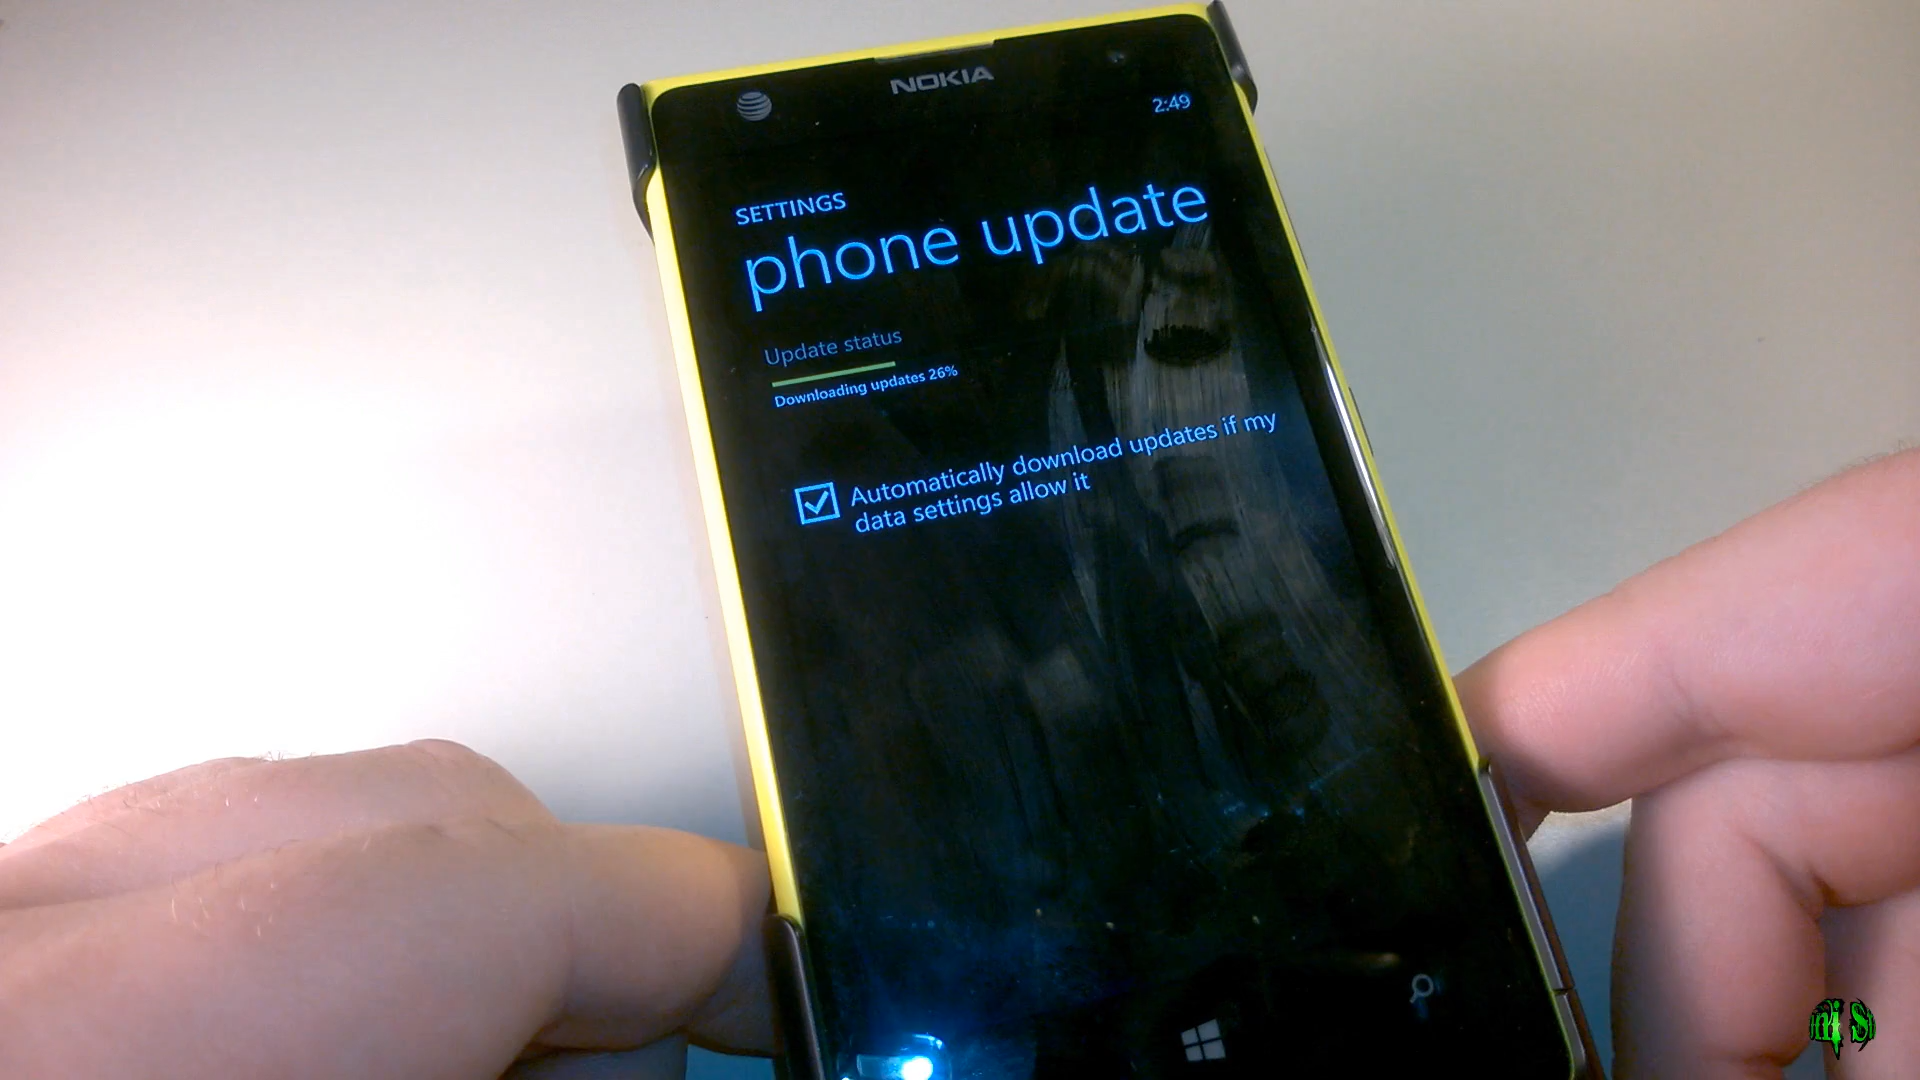 NOKIA
2:49
SETTINGS
phone update
Update status
Downloading updates 26%
Automatically download updates if my
data settings allow it